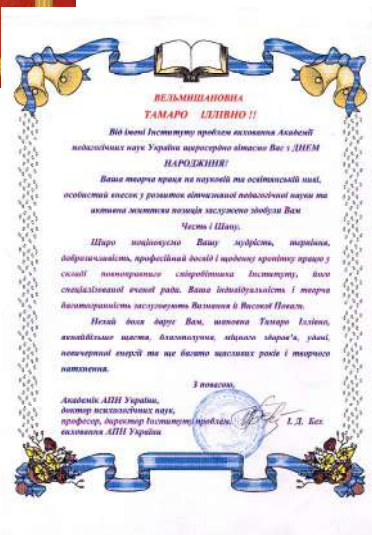 ВЕЛЬМИШАНОВНА
ТАМАРО ІЛЛІВНО !!
Від імені Інституту проблем виховання Академії
педагогічних наук України щиросердно вітаємо Вас з ДНЕМ
НАРОДЖННЯ!
Ваша творча праця на науковій та освітянській ниві,
особистий внесок у розвиток вітчизняної педагогічної науки та
активна життєва позиція заслужено здобули Вам
Честь і Шану.
Щиро поціновуємо Вашу мудрість, терпіння,
доброзичливість, професійний досвід і щоденну кропітку працю у
складі повноправного співробітника Інституту, його
спеціалізованої вченої ради. Ваша індивідуальність і творча
багатогранність заслуговують Визнання й Високої Поваги.
Нехай доля дарує Вам, шановна Тамаро Іллівно,
якнайбільше щастя, благополуччя, міцного здоров'я, удачі,
невичерпної енергії та ще багато щасливих років і творчого
натхнення.
З повагою,
Академік АПН України,
доктор психологічних наук,
професор, директор Інституту проблем І. Д. Бех
виховання АПН України